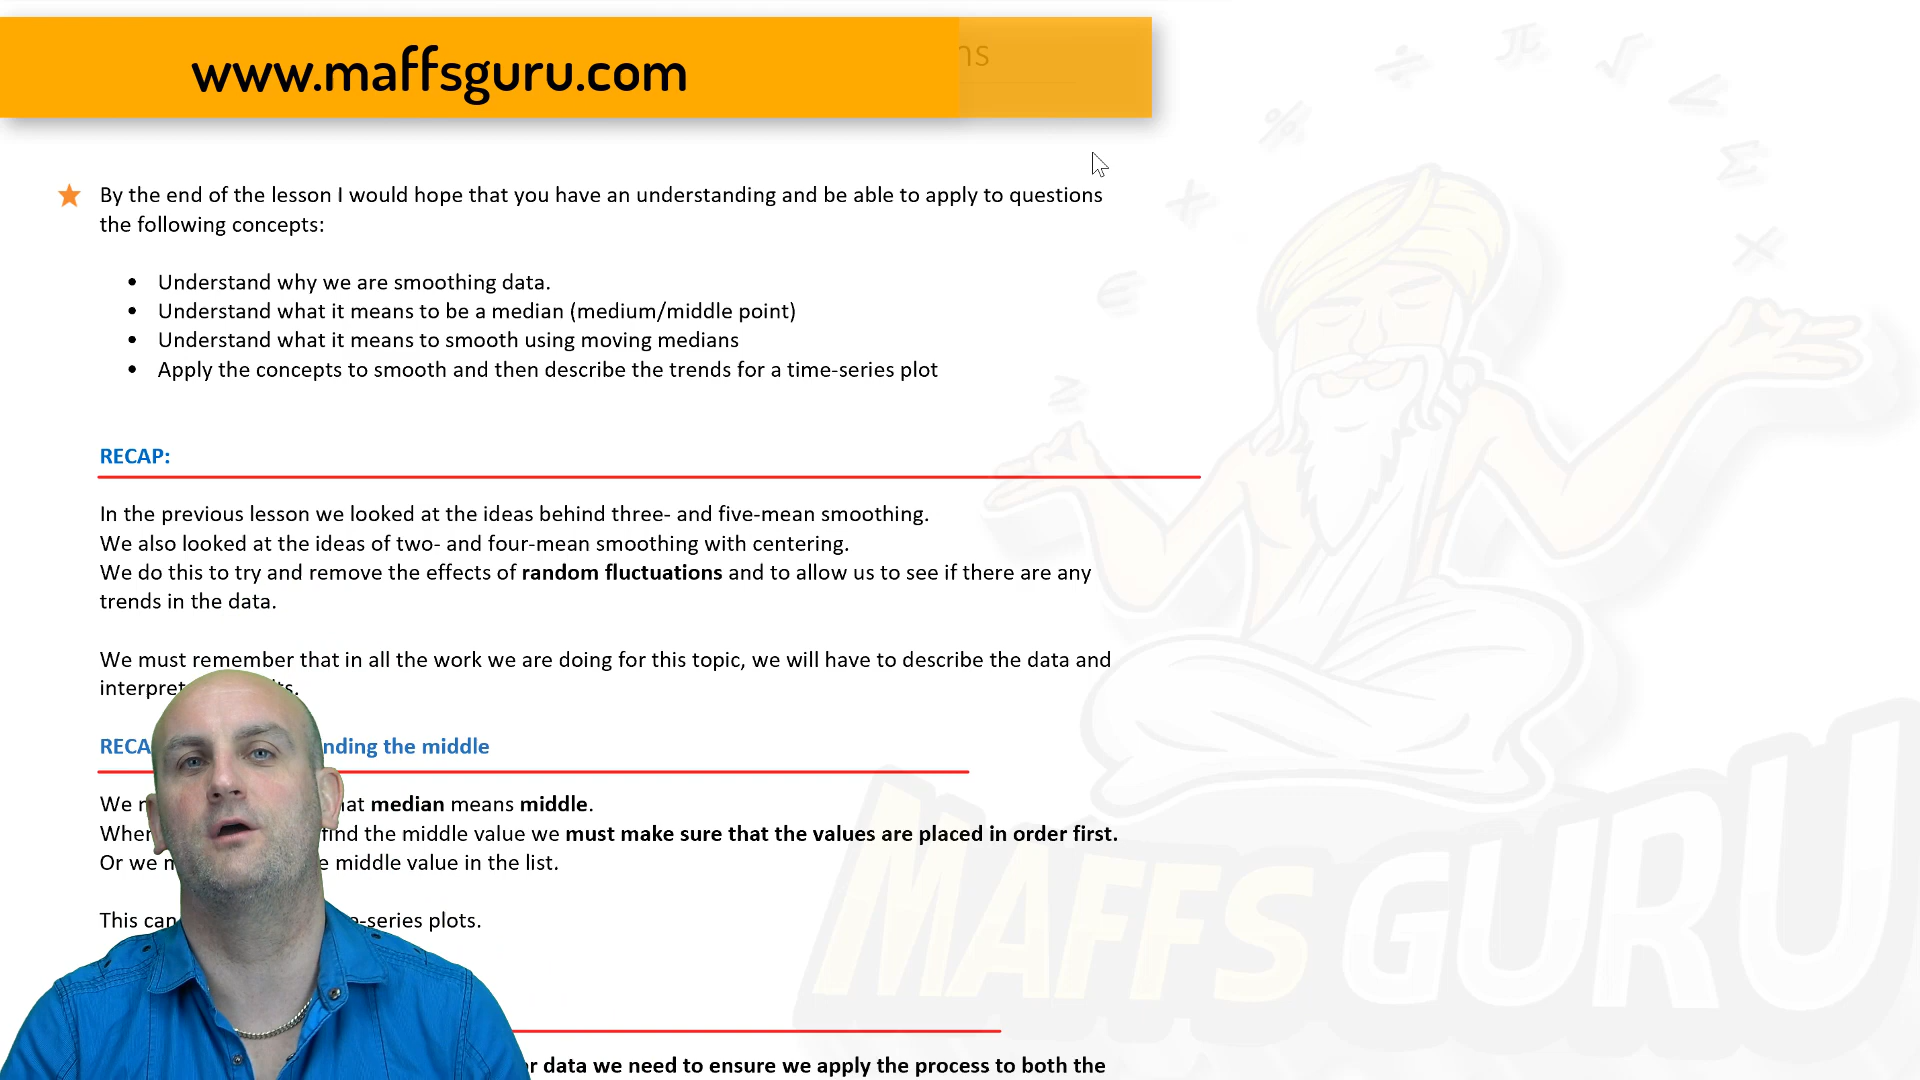 www.maffsguru.com
ns
By the end of the lesson I would hope that you have an understanding and be able to apply to questions
the following concepts:
• Understand why we are smoothing data.
• Understand what it means to be a median (medium/middle point)
• Understand what it means to smooth using moving medians
• Apply the concepts to smooth and then describe the trends for a time-series plot
RECAP:
In the previous lesson we looked at the ideas behind three- and five-mean smoothing.
We also looked at the ideas of two- and four-mean smoothing with centering.
We do this to try and remove the effects of random fluctuations and to allow us to see if there are any
trends in the data.
We must remember that in all the work we are doing for this topic, we will have to describe the data and
interpret ts.
RECA nding the middle
We at median means middle.
When find the middle value we must make sure that the values are placed in order first.
Or we middle value in the list.
This can -series plots.
data we need to ensure we apply the process to both the
MAFFS GURU